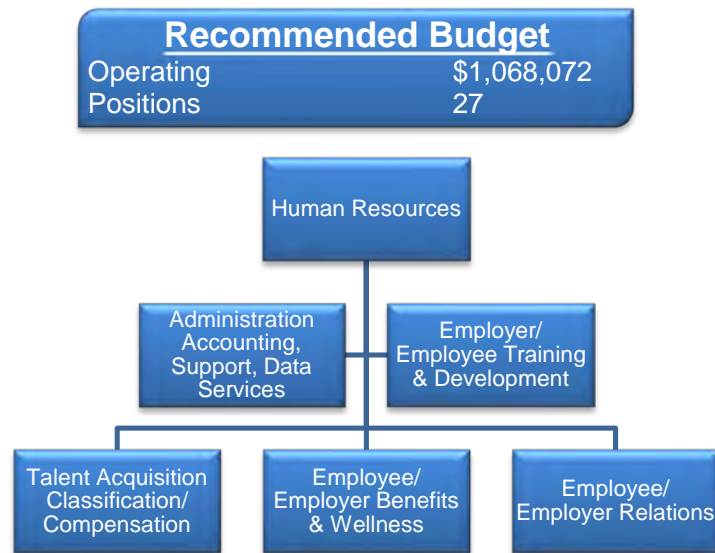 Recommended Budget
Operating $1,068,072
Positions 27
Human Resources
Administration
Accounting,
Support, Data
Services
Employer/
Employee Training
& Development
Talent Acquisition
Classification/
Compensation
Employee/
Employer Benefits
& Wellness
Employee/
Employer Relations